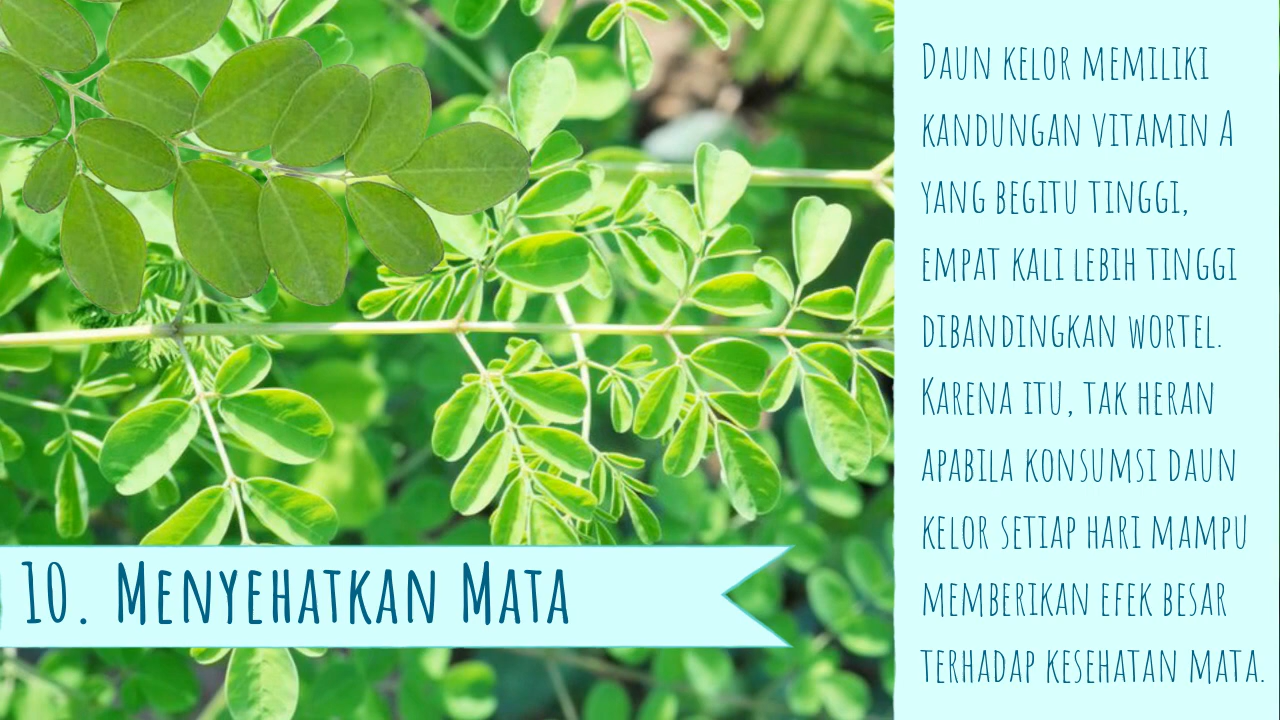 10. Menyehatkan Mata
Daun kelor memiliki
kandungan vitamin A
yang begitu tinggi,
empat kali lebih tinggi
dibandingkan wortel.
Karena itu, tak heran
apabila konsumsi daun
kelor setiap hari mampu
memberikan efek besar
terhadap kesehatan mata.